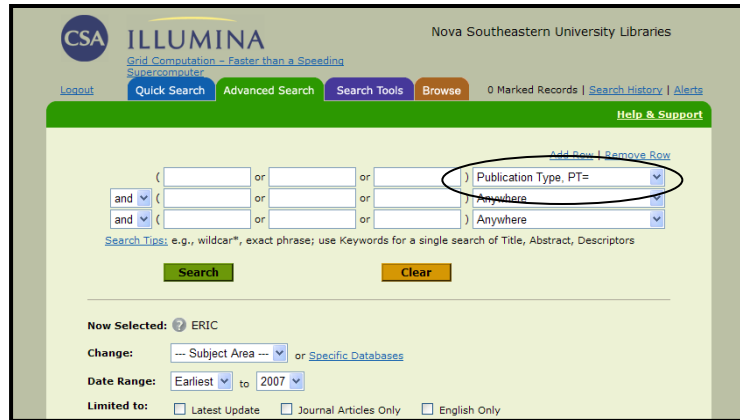 CSA ILLUMINA
Nova Southeastern University Libraries
Grid Computation – Faster than a Speeding
Supercomputer
Logout Quick Search Advanced Search Search Tools Browse 0 Marked Records | Search History | Alerts
Help & Support
Add Row | Remove Row
( or or ) Publication Type, PT=
and ( or or ) Anywhere
and ( or or ) Anywhere
Search Tips: e.g., wildcar*, exact phrase; use Keywords for a single search of Title, Abstract, Descriptors
Search Clear
Now Selected: ? ERIC
Change: --- Subject Area --- or Specific Databases
Date Range: Earliest to 2007
Limited to: Latest Update Journal Articles Only English Only